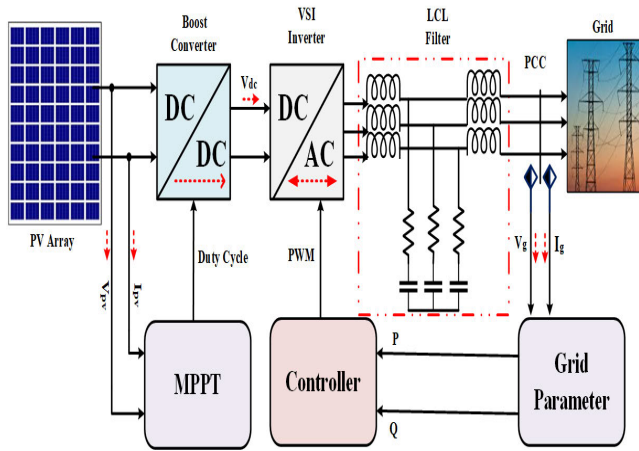 Boost
Converter
VSI
Inverter
LCL
Filter
PCC
Grid
DC
DC
Vdc
DC
AC
PV Array
Vpv
Ipv
Duty Cycle
PWM
Vg
Ig
MPPT
Controller
P
Q
Grid
Parameter